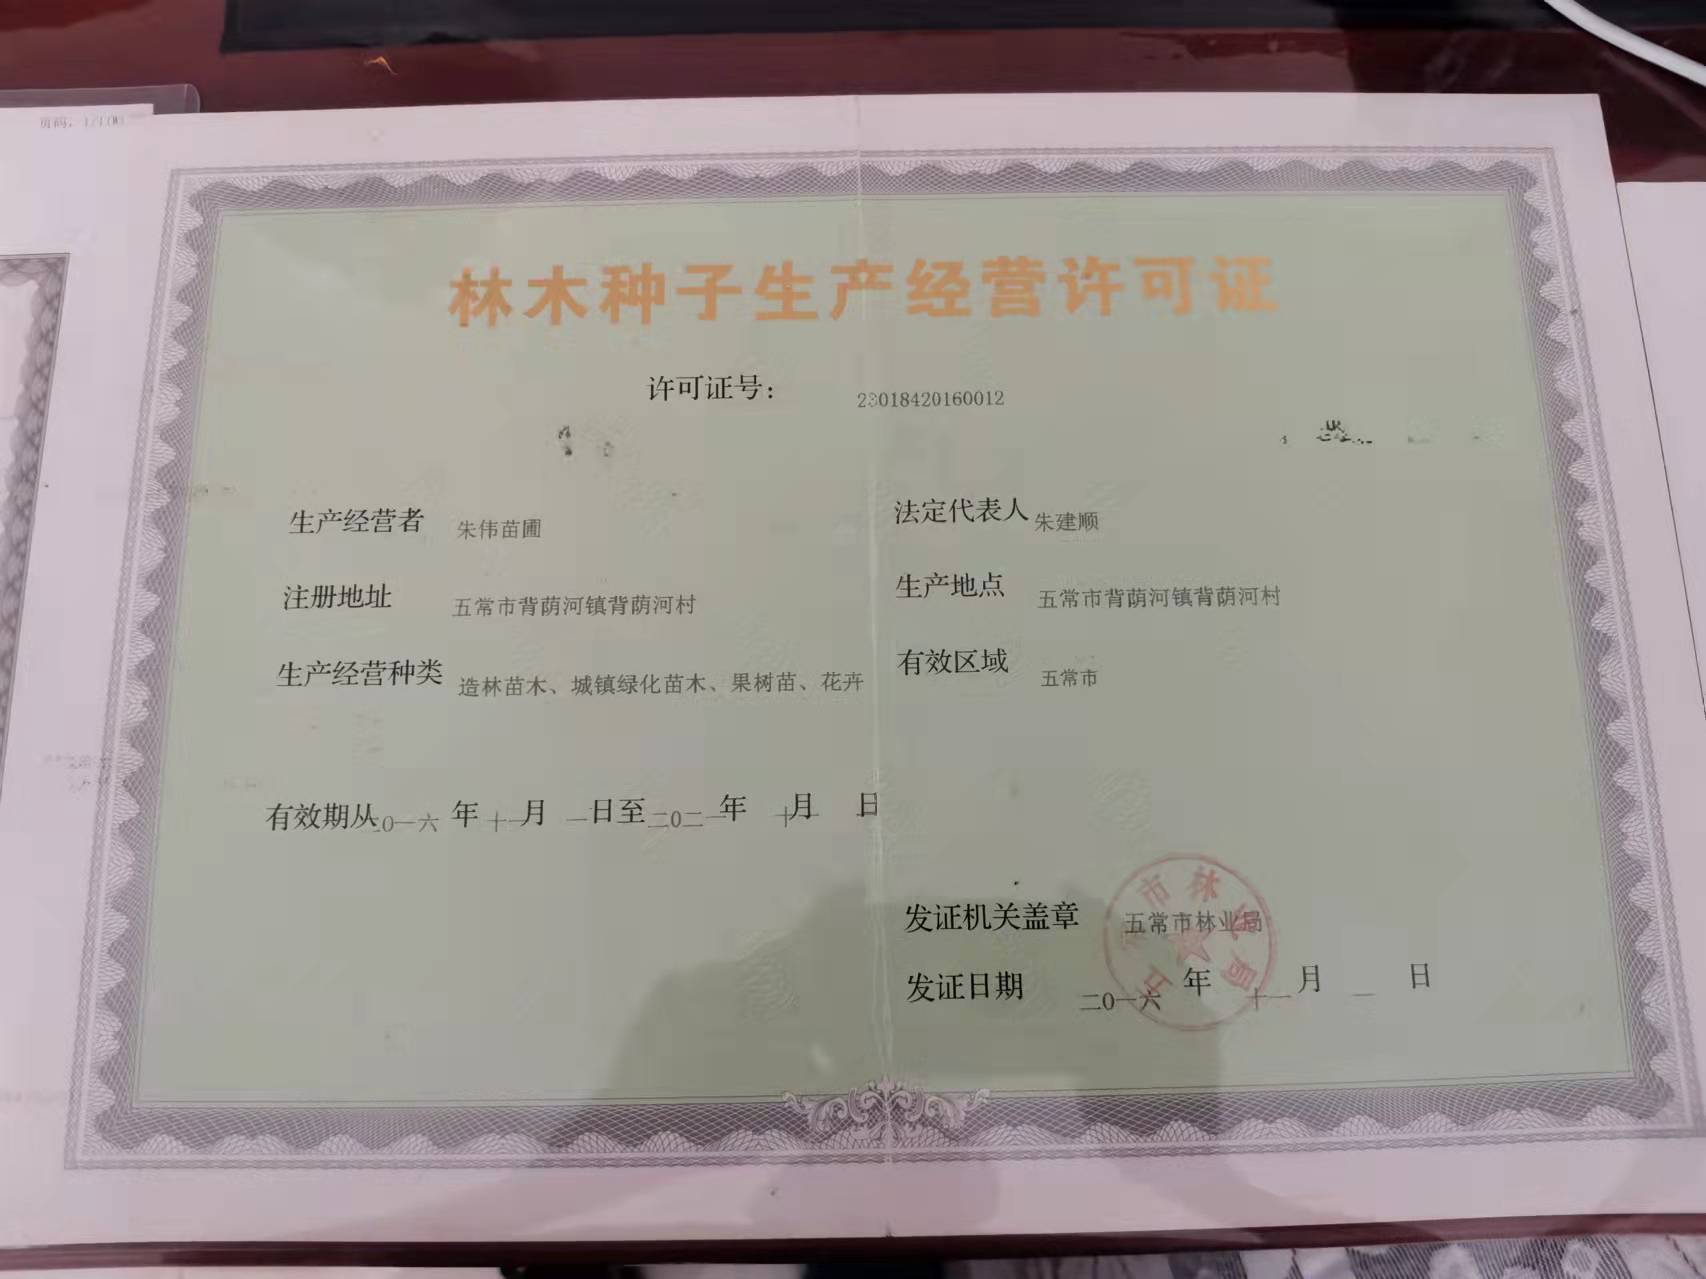 林木种子生产经营许可证
许可证号： 23018420160012
生产经营者 朱伟苗圃
法定代表人 朱建顺
注册地址 五常市背荫河镇背荫河村
生产地点 五常市背荫河镇背荫河村
生产经营种类 造林苗木、城镇绿化苗木、果树苗、花卉
有效区域 五常市
有效期从二〇一六年十一月一日至二〇二一年十一月一日
发证机关盖章 五常市林业局
发证日期 二〇一六年十一月一日